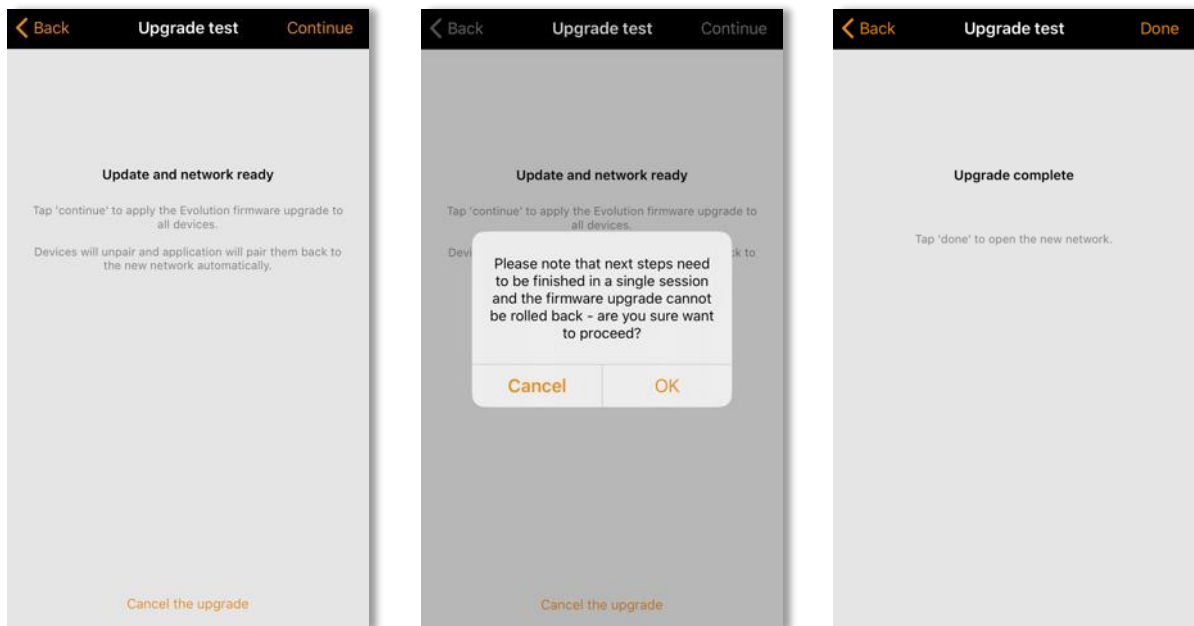 Back Upgrade test Continue
Update and network ready
Tap 'continue' to apply the Evolution firmware upgrade to
all devices.
Devices will unpair and application will pair them back to
the new network automatically.
Cancel the upgrade
Back Upgrade test Continue
Update and network ready
Tap 'continue' to apply the Evolution firmware upgrade to
all devices.
Devi k to
Please note that next steps need
to be finished in a single session
and the firmware upgrade cannot
be rolled back - are you sure want
to proceed?
Cancel OK
Cancel the upgrade
Back Upgrade test Done
Upgrade complete
Tap 'done' to open the new network.